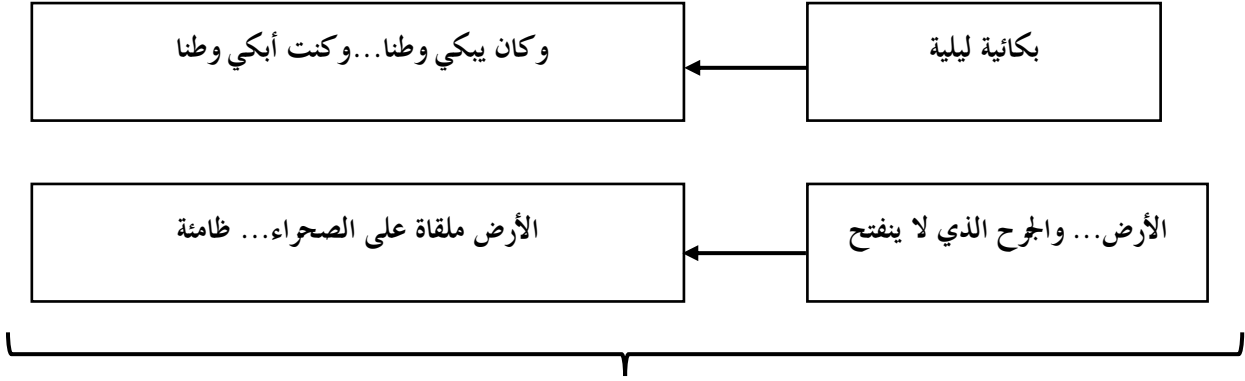 بكائية ليلية
وكان يبكي وطنا...وكنت أبكي وطنا
الأرض... والجرح الذي لا ينفتح
الأرض ملقاة على الصحراء... ظامئة